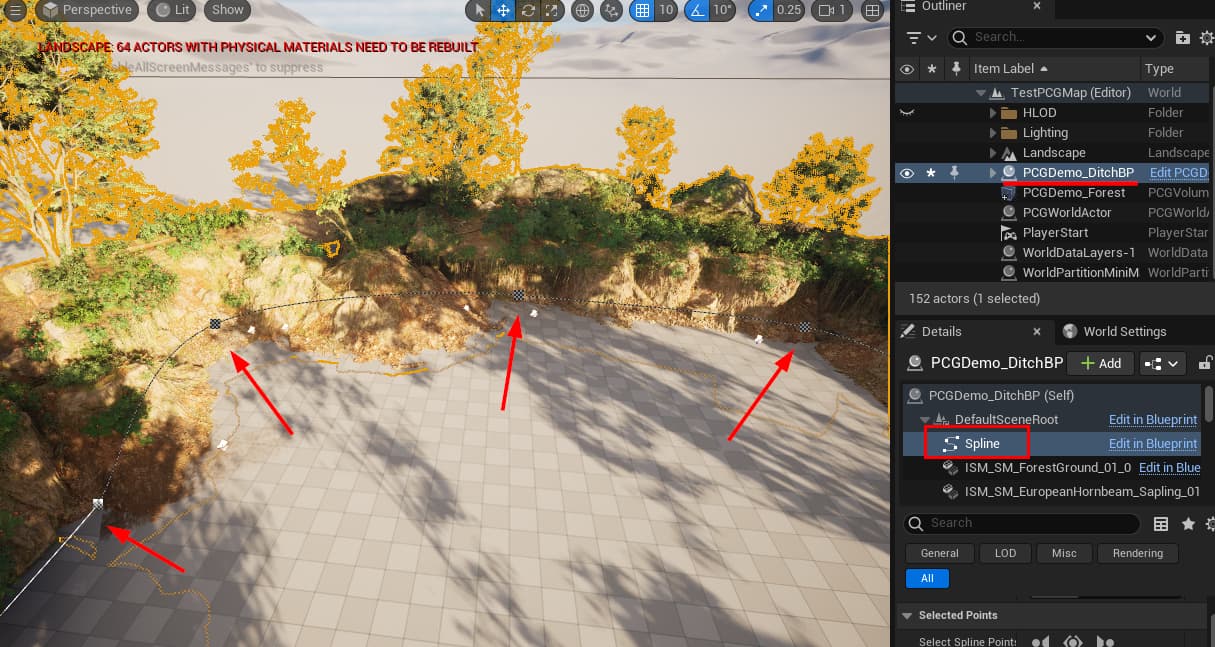 Perspective Lit Show 10 10° 0.25 1
LANDSCAPE: 64 ACTORS WITH PHYSICAL MATERIALS NEED TO BE REBUILT
bleAllScreenMessages' to suppress
Outliner
Search...
Item Label Type
TestPCGMap (Editor) World
HLOD Folder
Lighting Folder
Landscape Landscape
PCGDemo_DitchBP Edit PCGD
PCGDemo_Forest PCGVolum
PCGWorldActor PCGWorldA
PlayerStart PlayerStar
WorldDataLayers-1 WorldData
WorldPartitionMiniM WorldParti
152 actors (1 selected)
Details World Settings
PCGDemo_DitchBP Add
PCGDemo_DitchBP (Self)
DefaultSceneRoot Edit in Blueprint
Spline Edit in Blueprint
ISM_SM_ForestGround_01_0 Edit in Blue
ISM_SM_EuropeanHornbeam_Sapling_01
Search
General LOD Misc Rendering
All
Selected Points
Select Spline Points